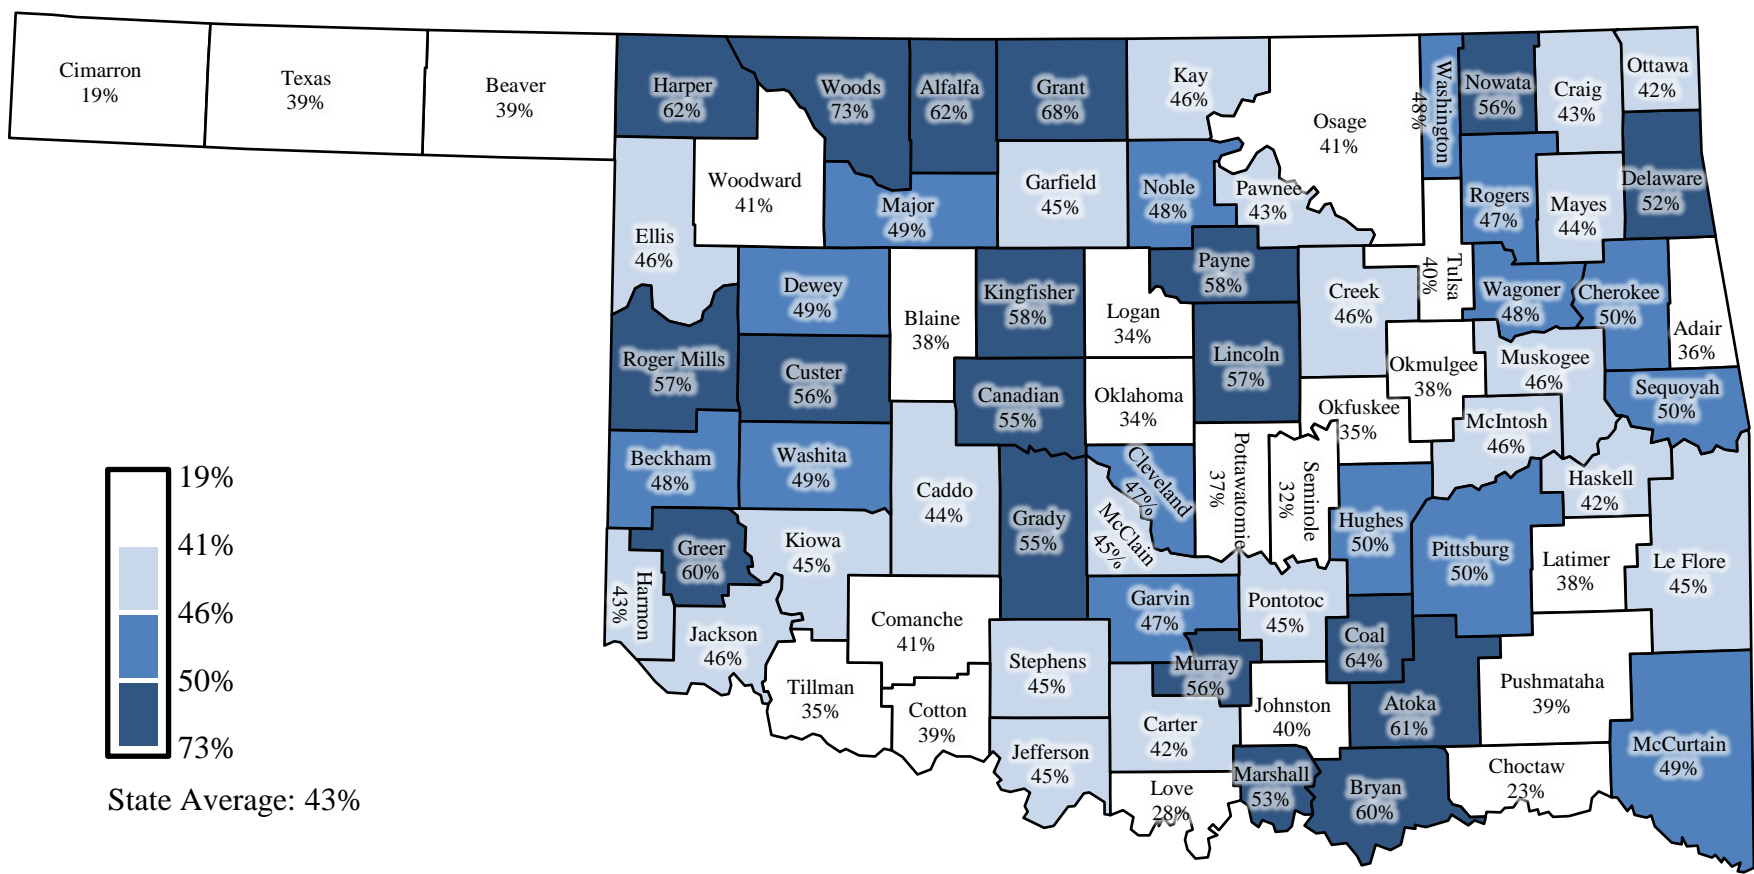 Cimarron
19%
Texas
39%
Beaver
39%
Harper
62%
Woods
73%
Alfalfa
62%
Grant
68%
Kay
46%
Osage
41%
Washington
48%
Nowata
56%
Craig
43%
Ottawa
42%
Woodward
41%
Major
49%
Garfield
45%
Noble
48%
Pawnee
43%
Rogers
47%
Mayes
44%
Delaware
52%
Ellis
46%
Dewey
49%
Blaine
38%
Kingfisher
58%
Logan
34%
Payne
58%
Creek
46%
Tulsa
40%
Wagoner
48%
Cherokee
50%
Adair
36%
Roger Mills
57%
Custer
56%
Canadian
55%
Oklahoma
34%
Lincoln
57%
Okmulgee
38%
Muskogee
46%
Sequoyah
50%
Okfuskee
35%
McIntosh
46%
Beckham
48%
Washita
49%
Caddo
44%
Grady
55%
Cleveland
47%
McClain
45%
Pottawatomie
37%
Seminole
32%
Hughes
50%
Pittsburg
50%
Haskell
42%
Latimer
38%
Le Flore
45%
Greer
60%
Kiowa
45%
Harmon
43%
Jackson
46%
Comanche
41%
Garvin
47%
Pontotoc
45%
Coal
64%
Stephens
45%
Murray
56%
Tillman
35%
Cotton
39%
Johnston
40%
Atoka
61%
Pushmataha
39%
McCurtain
49%
Carter
42%
Jefferson
45%
Love
28%
Marshall
53%
Bryan
60%
Choctaw
23%
19%
41%
46%
50%
73%
State Average: 43%